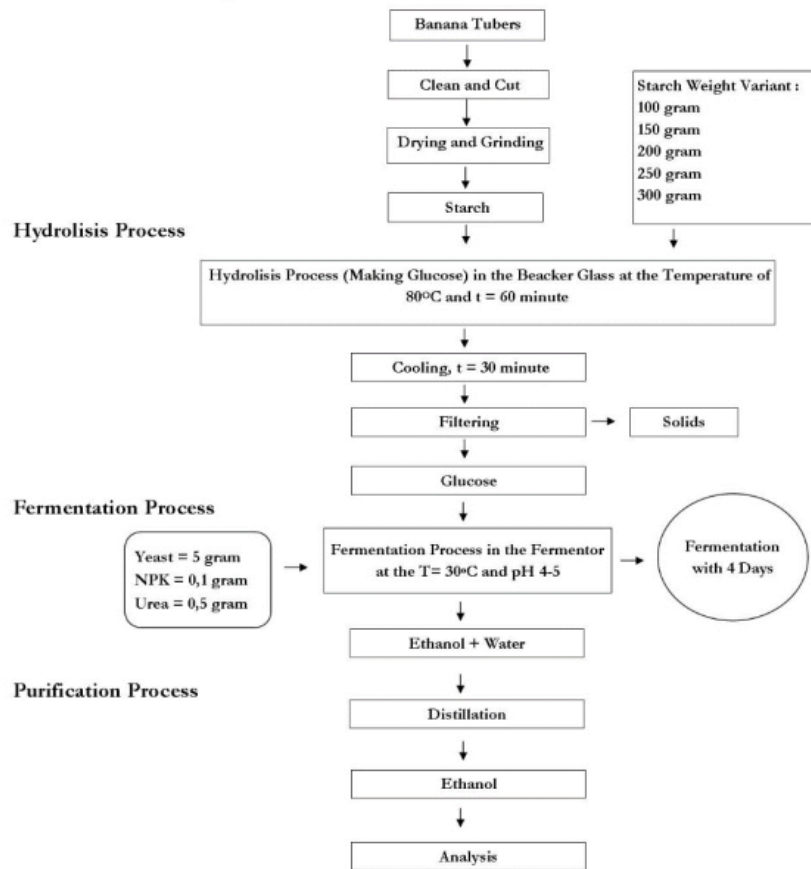 Banana Tubers
Clean and Cut
Drying and Grinding
Starch
Starch Weight Variant :
100 gram
150 gram
200 gram
250 gram
300 gram
Hydrolisis Process
Hydrolisis Process (Making Glucose) in the Beacker Glass at the Temperature of
80°C and t = 60 minute
Cooling, t = 30 minute
Filtering
Solids
Glucose
Fermentation Process
Yeast = 5 gram
NPK = 0,1 gram
Urea = 0,5 gram
Fermentation Process in the Fermentor
at the T= 30°C and pH 4-5
Fermentation
with 4 Days
Ethanol + Water
Purification Process
Distillation
Ethanol
Analysis